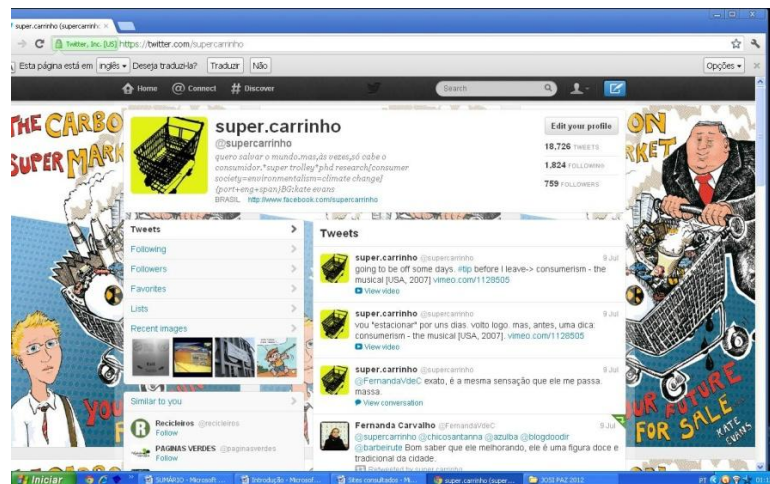 super.carrinho (supercarrinho
Twitter, Inc. [US] https://twitter.com/supercarrinho
Esta página está em inglês Deseja traduzi-la? Traduzir Não Opções
Home @ Connect # Discover Search
THE CARBO
SUPER MARK
ON
RKET
super.carrinho
@supercarrinho
quero salvar o mundo.mas,às vezes,só cabe o
consumidor.*super trolley*phd research[consumer
society=environmentalism=climate change]
(port+eng+span)BG:kate evans
BRASIL http://www.facebook.com/supercarrinho
Edit your profile
18,726 TWEETS
1,824 FOLLOWING
759 FOLLOWERS
Tweets
Following
Followers
Favorites
Lists
Recent images
Similar to you
Recicleiros @recicleiros
Follow
PAGINAS VERDES @paginasverdes
Follow
Tweets
super.carrinho @supercarrinho 9 Jul
going to be off some days. #tip before I leave-> consumerism - the
musical [USA, 2007] vimeo.com/1128505
View video
super.carrinho @supercarrinho 9 Jul
vou "estacionar" por uns dias. volto logo. mas, antes, uma dica:
consumerism - the musical [USA, 2007]. vimeo.com/1128505
View video
super.carrinho @supercarrinho 9 Jul
@FernandaVdeC exato, é a mesma sensação que ele me passa.
massa.
View conversation
Fernanda Carvalho @FernandaVdeC 9 Jul
@supercarrinho @chicosantanna @azulba @blogdoodir
@barbeirute Bom saber que ele melhorando, ele é uma figura doce e
tradicional da cidade.
Retweeted by super.carrinho
YOU
UR FUTURE
FOR SALE..
KATE
EVANS
Iniciar SUMÁRIO - Microsoft ... Introdução - Microsof... Sites consultados - Mi... super.carrinho (super... JOSI PAZ 2012 PT